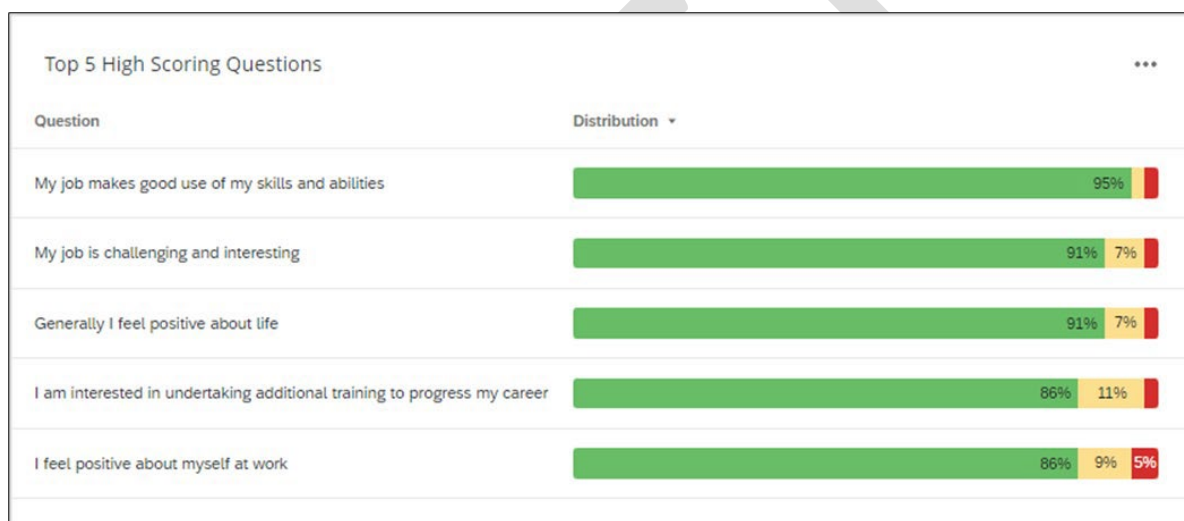 Top 5 High Scoring Questions
•••
Question Distribution
My job makes good use of my skills and abilities 95%
My job is challenging and interesting 91% 7%
Generally I feel positive about life 91% 7%
I am interested in undertaking additional training to progress my career 86% 11%
I feel positive about myself at work 86% 9% 5%